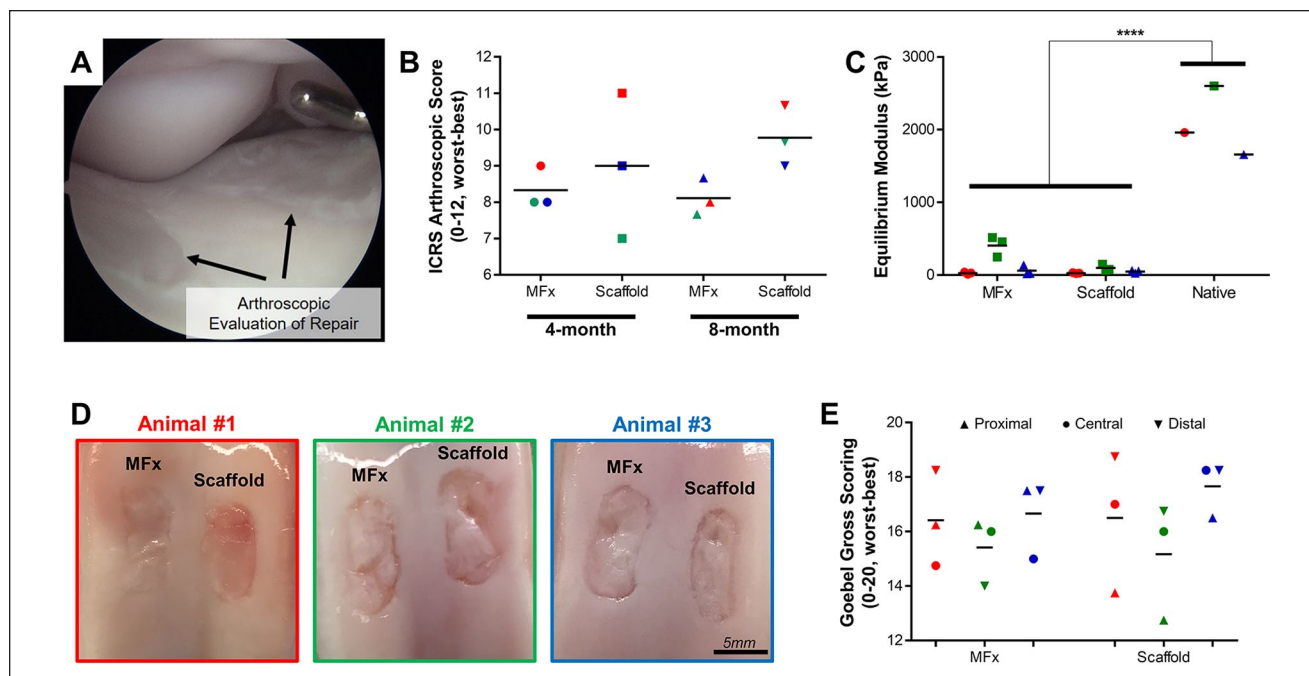 A
Arthroscopic
Evaluation of Repair
B
ICRS Arthroscopic Score
(0-12, worst-best)
12
11
10
9
8
7
6
MFx
Scaffold
MFx
Scaffold
4-month
8-month
C
Equilibrium Modulus (kPa)
****
3000
2000
1000
0
MFx
Scaffold
Native
D
Animal #1
MFx
Scaffold
Animal #2
MFx
Scaffold
Animal #3
MFx
Scaffold
5mm
E
Goebel Gross Scoring
(0-20, worst-best)
Proximal
Central
Distal
20
18
16
14
12
MFx
Scaffold